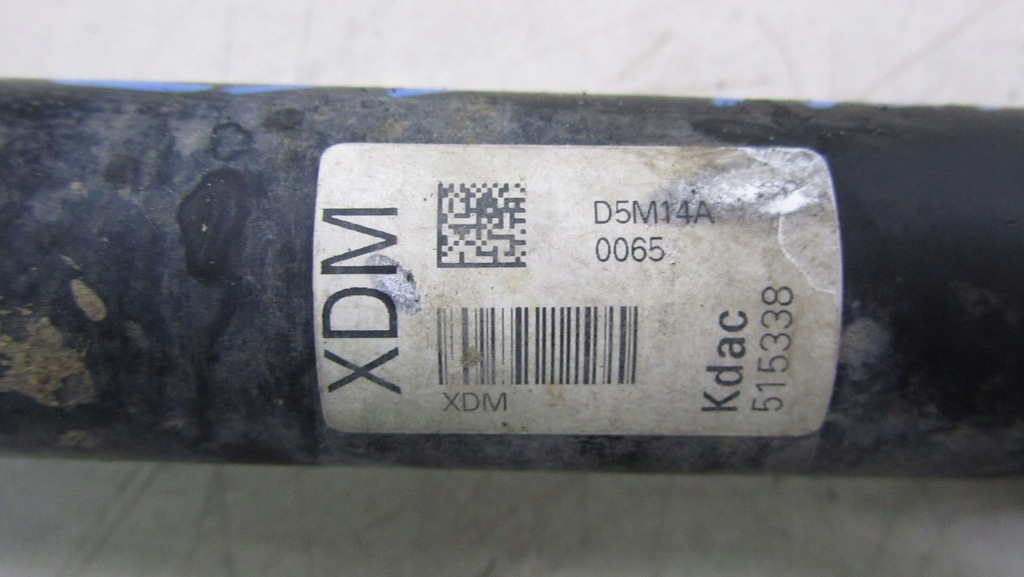 XDM
D5M14A
0065
XDM
Kdac
515338